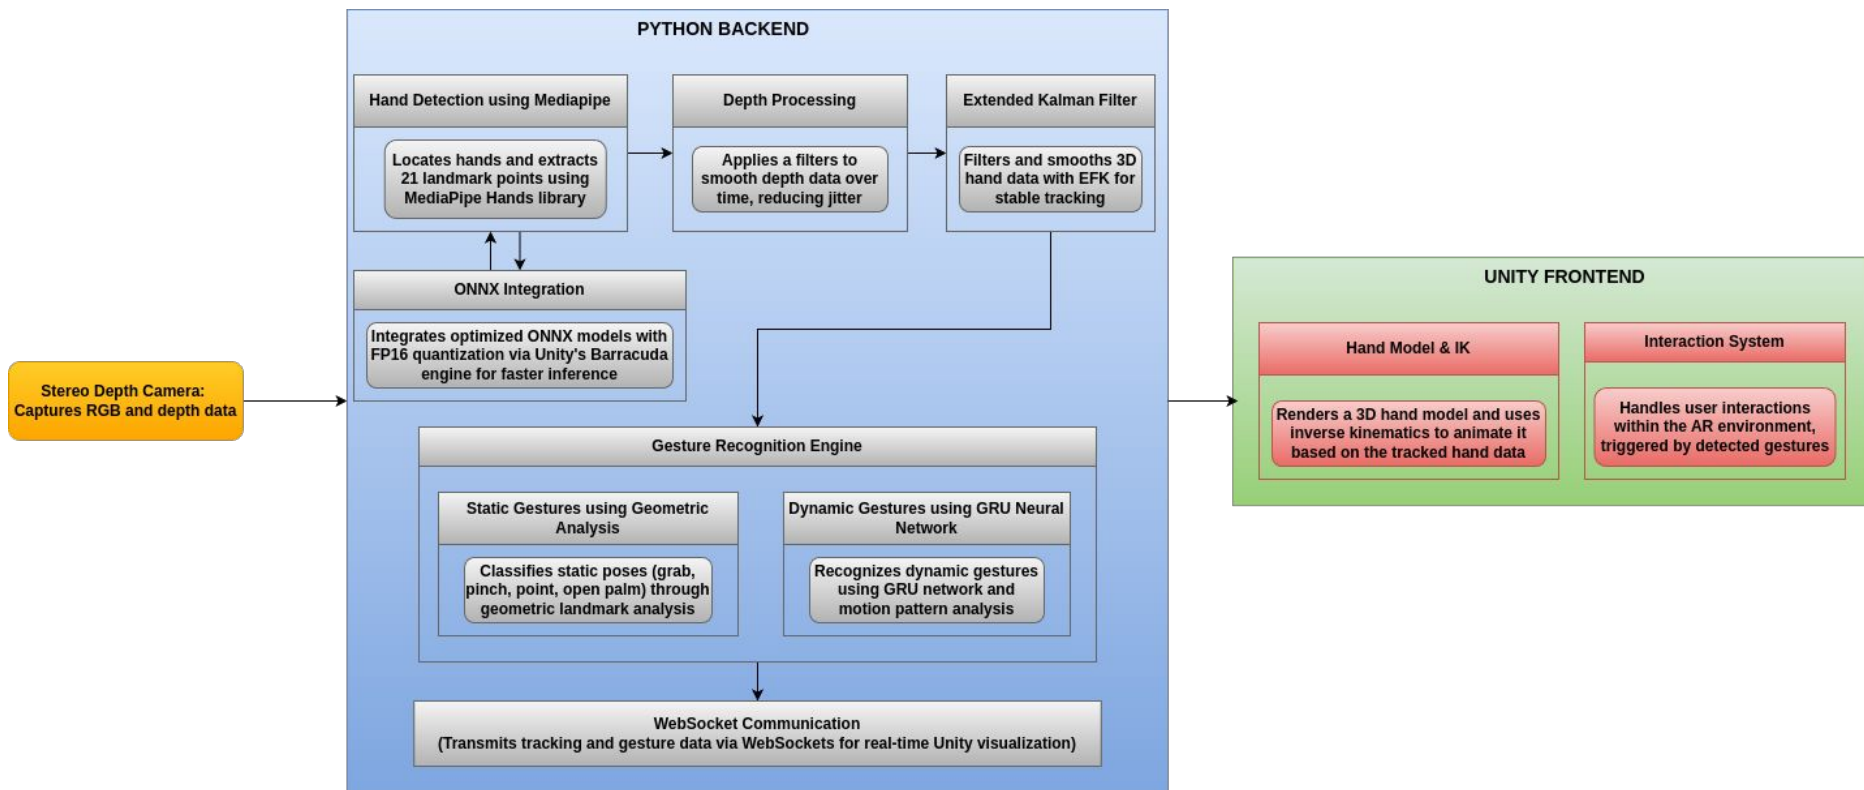 PYTHON BACKEND
Hand Detection using Mediapipe
Locates hands and extracts
21 landmark points using
MediaPipe Hands library
Depth Processing
Applies a filters to
smooth depth data over
time, reducing jitter
Extended Kalman Filter
Filters and smooths 3D
hand data with EFK for
stable tracking
ONNX Integration
Integrates optimized ONNX models with
FP16 quantization via Unity's Barracuda
engine for faster inference
Stereo Depth Camera:
Captures RGB and depth data
Gesture Recognition Engine
Static Gestures using Geometric
Analysis
Classifies static poses (grab,
pinch, point, open palm) through
geometric landmark analysis
Dynamic Gestures using GRU Neural
Network
Recognizes dynamic gestures
using GRU network and
motion pattern analysis
WebSocket Communication
(Transmits tracking and gesture data via WebSockets for real-time Unity visualization)
UNITY FRONTEND
Hand Model & IK
Renders a 3D hand model and uses
inverse kinematics to animate it
based on the tracked hand data
Interaction System
Handles user interactions
within the AR environment,
triggered by detected gestures